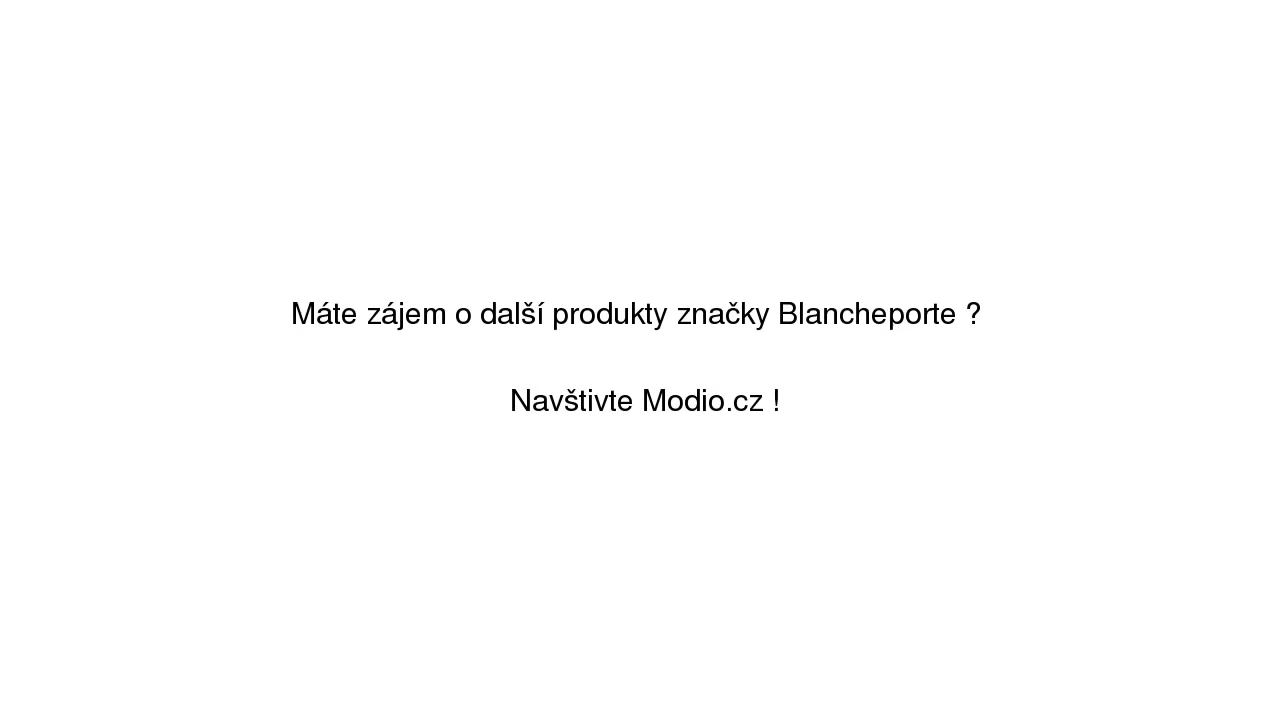 Máte zájem o další produkty značky Blancheporte ?
Navštivte Modio.cz !